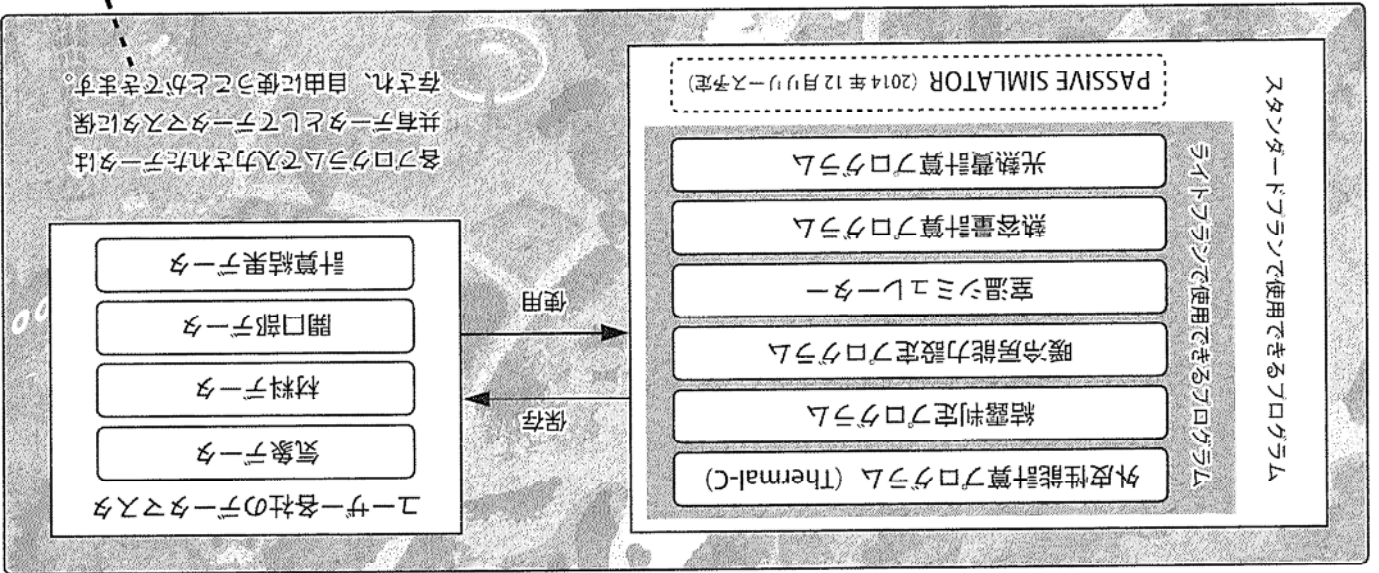 スタンダードプランで使用できるプログラム
ライトプランで使用できるプログラム
外皮性能計算プログラム (Thermal-C)
結露判定プログラム
暖冷房能力設定プログラム
室温シミュレーター
熱容量計算プログラム
光熱費計算プログラム
PASSIVE SIMLATOR (2014年12月リリース予定)
保存
使用
ユーザー各社のデータマスタ
気象データ
材料データ
開口部データ
計算結果データ
各プログラムで入力されたデータは
共有データとしてデータマスタに保
存され、自由に使うことができます。